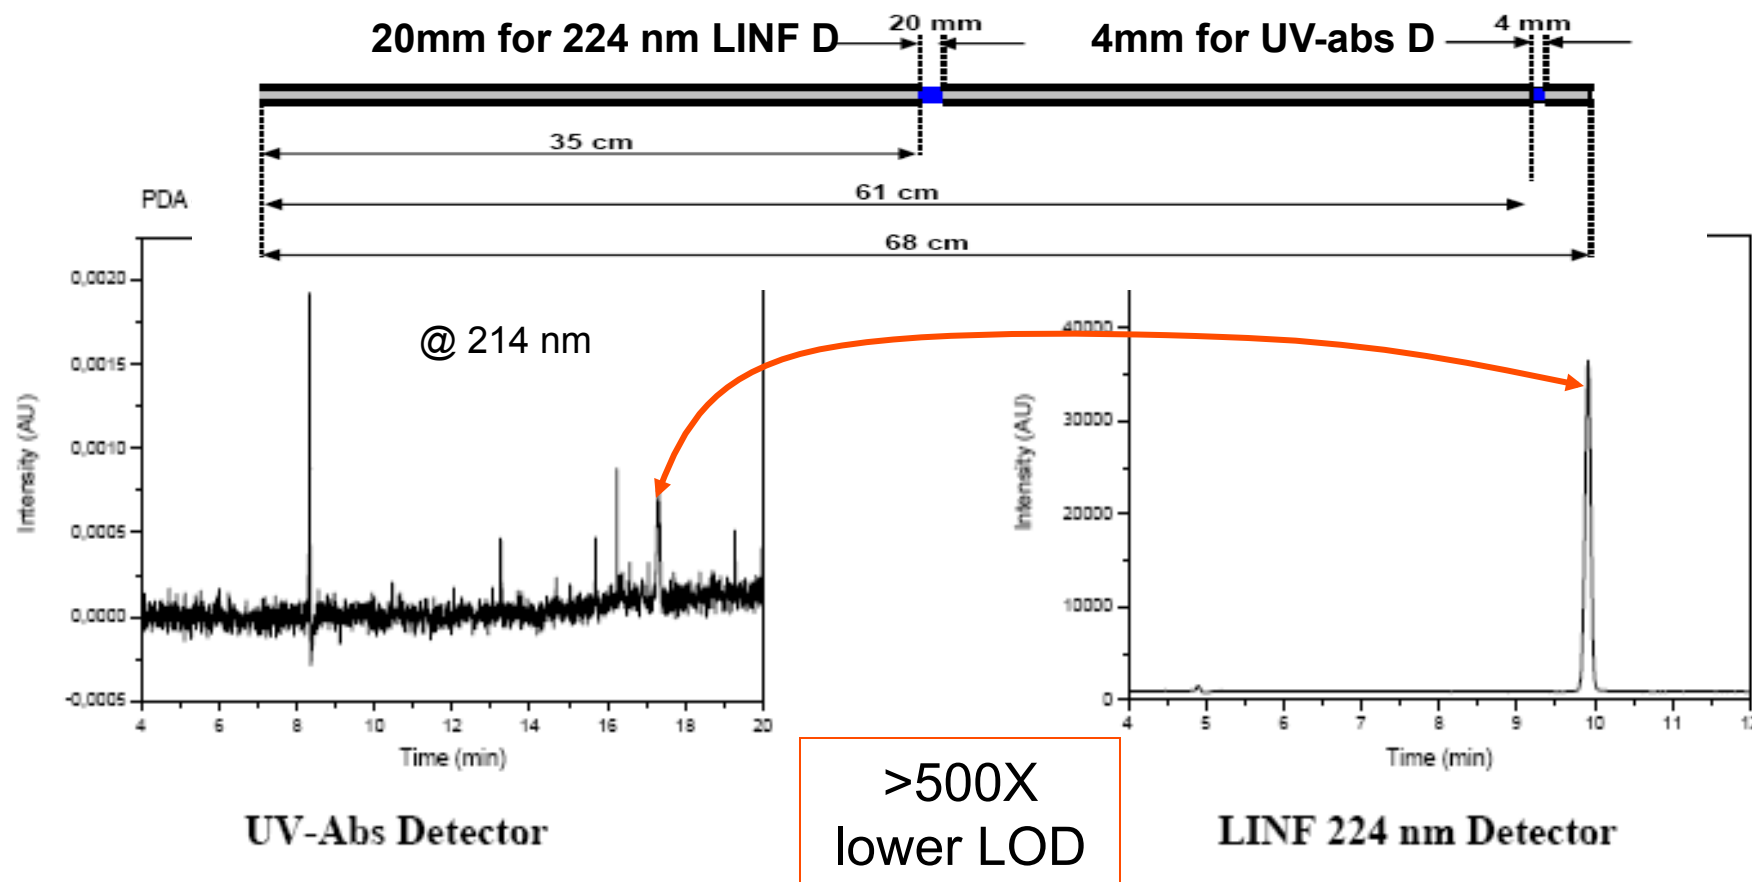 20mm for 224 nm LINF D
20 mm
4mm for UV-abs D
4 mm
35 cm
61 cm
68 cm
PDA
0,0020
0,0015
0,0010
0,0005
0,0000
-0,0005
Intensity (AU)
@ 214 nm
4 6 8 10 12 14 16 18 20
Time (min)
UV-Abs Detector
40000
30000
20000
10000
0
Intensity (AU)
4 5 6 7 8 9 10 11 12
Time (min)
LINF 224 nm Detector
>500X
lower LOD